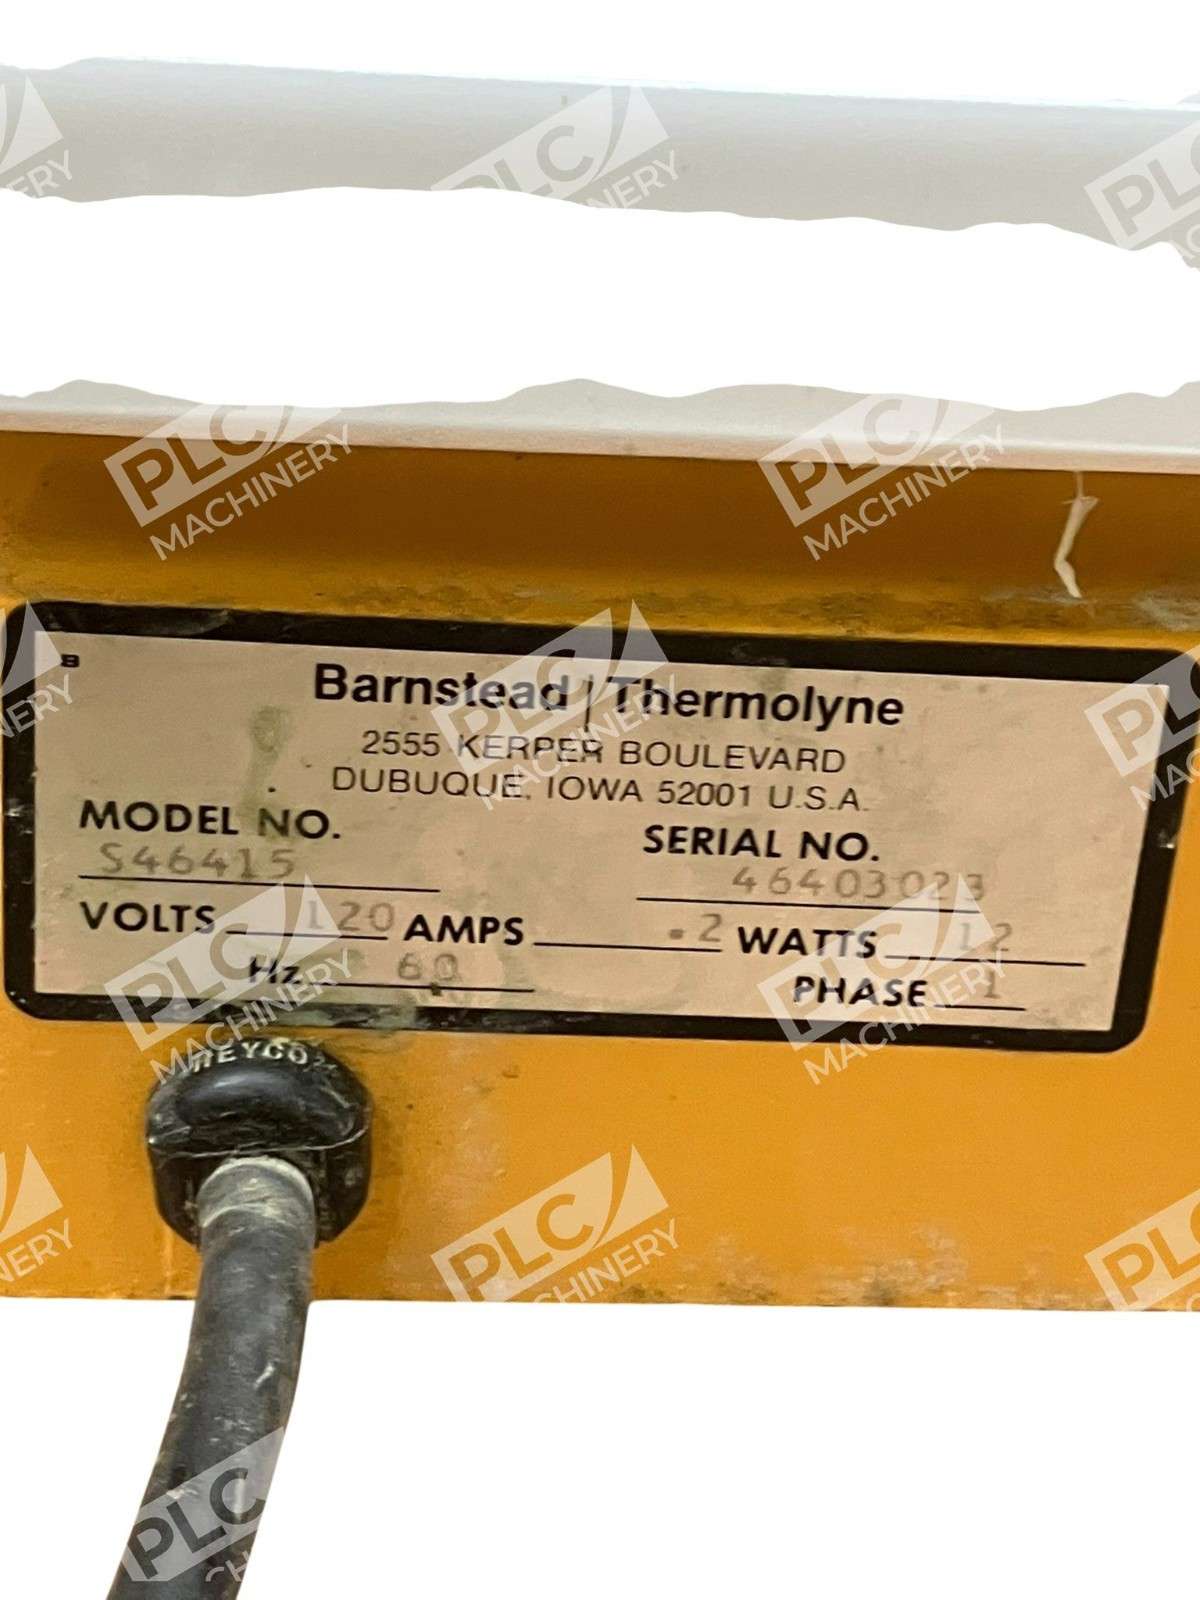 B
Barnstead | Thermolyne
2555 KERPER BOULEVARD
DUBUQUE, IOWA 52001 U.S.A.
MODEL NO. S46415
SERIAL NO. 46403023
VOLTS 120 AMPS .2 WATTS 12
Hz 60 PHASE 1
HEYCO
PLC MACHINERY